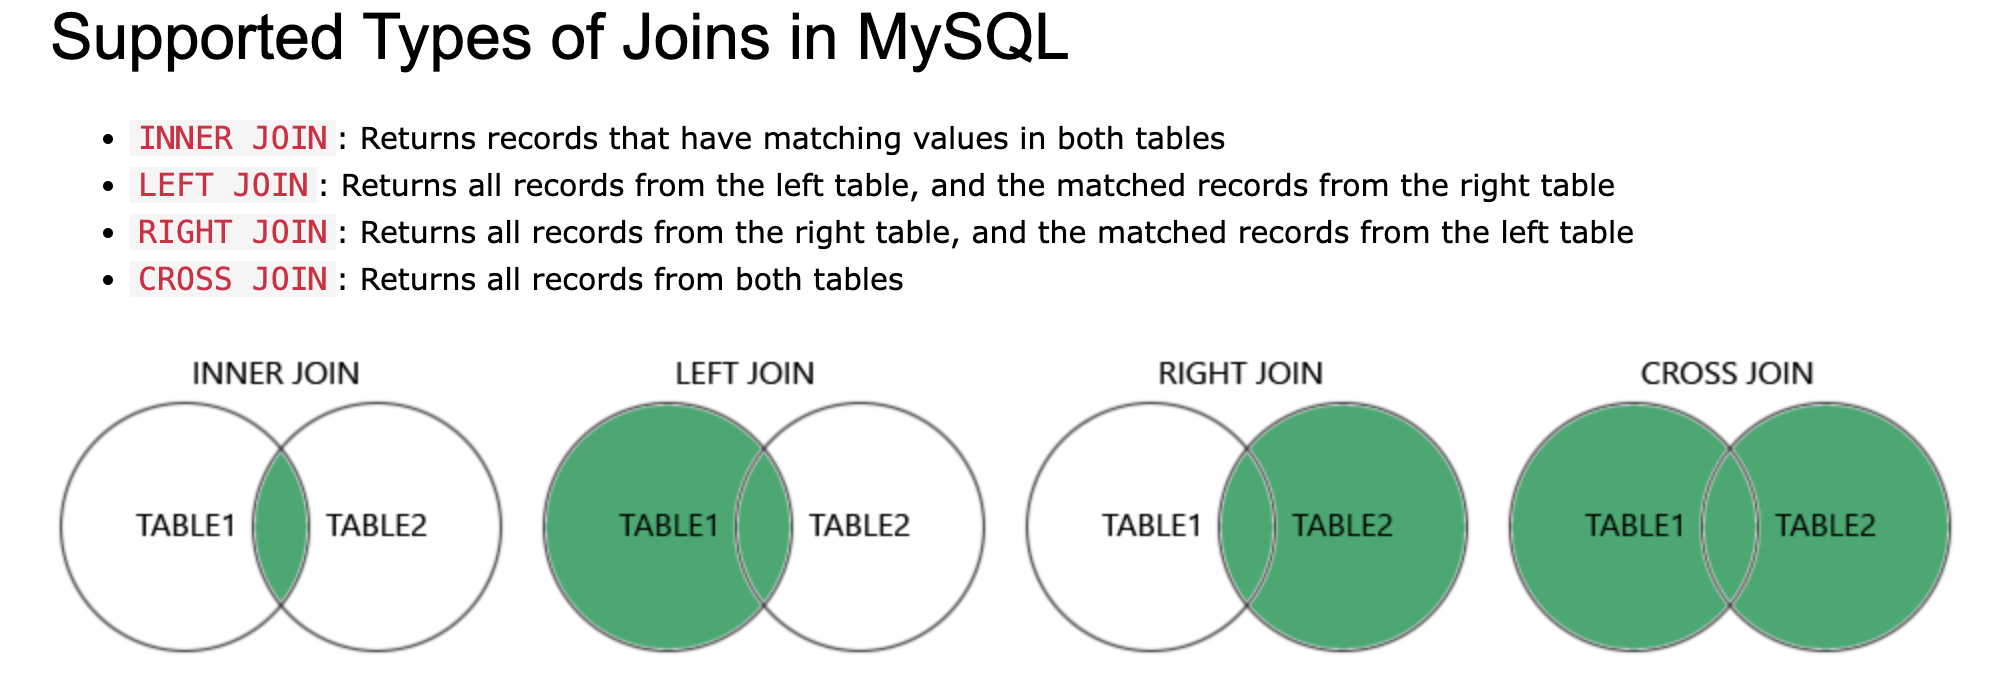 Supported Types of Joins in MySQL
• INNER JOIN: Returns records that have matching values in both tables
• LEFT JOIN: Returns all records from the left table, and the matched records from the right table
• RIGHT JOIN: Returns all records from the right table, and the matched records from the left table
• CROSS JOIN: Returns all records from both tables
INNER JOIN LEFT JOIN RIGHT JOIN CROSS JOIN
TABLE1 TABLE2 TABLE1 TABLE2 TABLE1 TABLE2 TABLE1 TABLE2